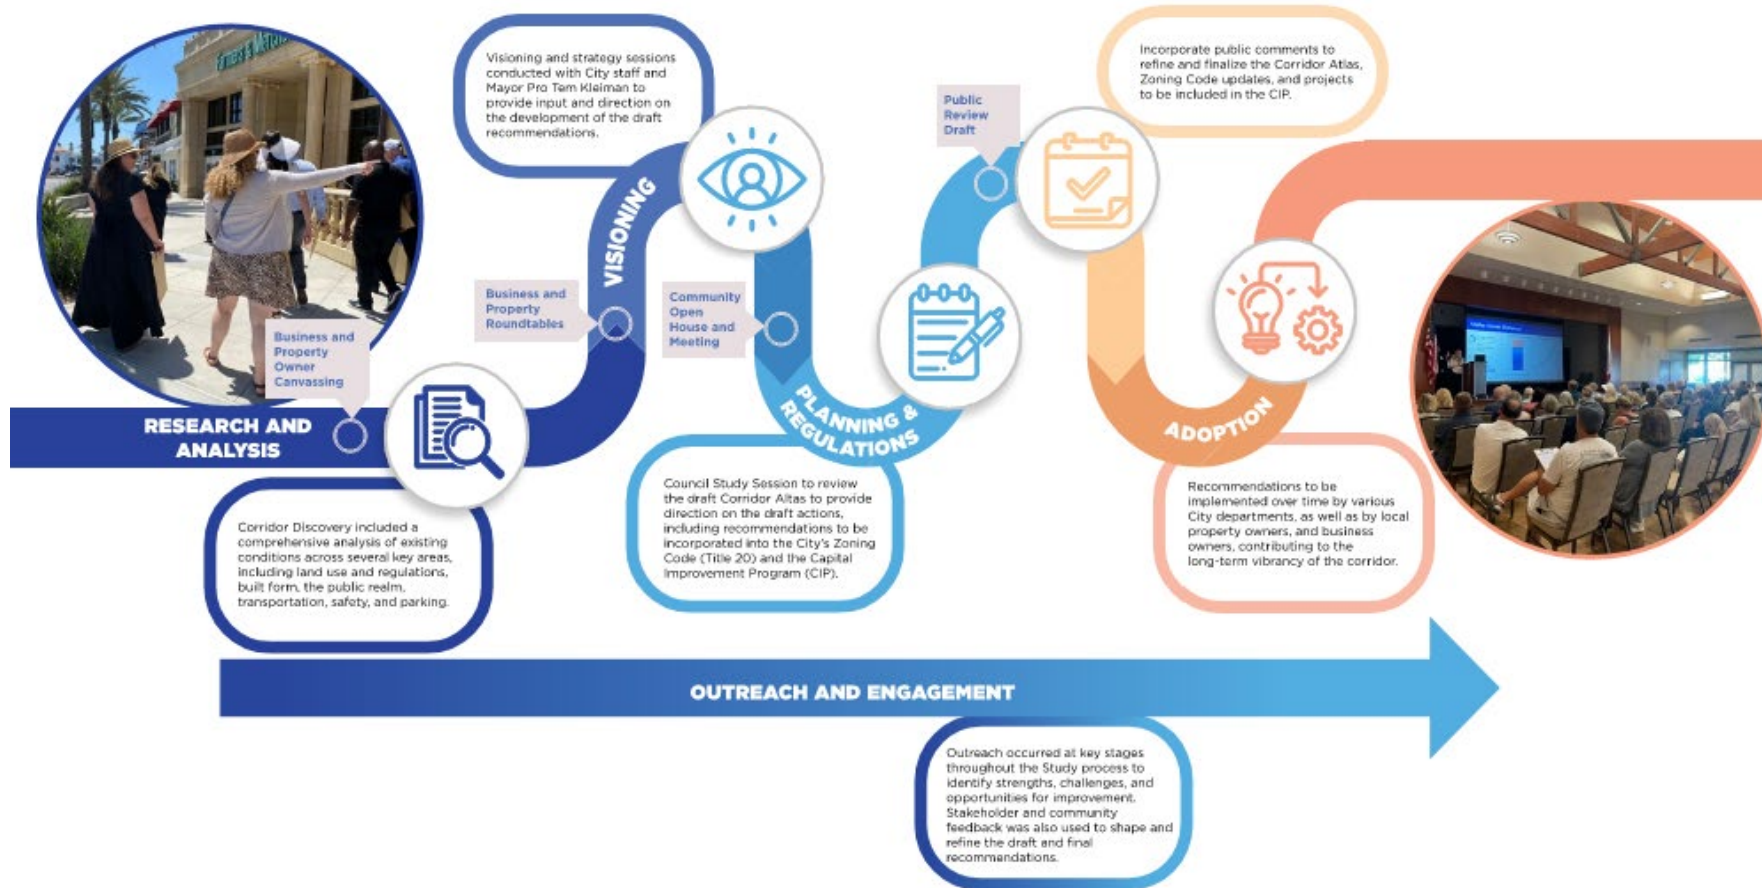 Visioning and strategy sessions
conducted with City staff and
Mayor Pro Tem Kleiman to
provide input and direction on
the development of the draft
recommendations.
Incorporate public comments to
refine and finalize the Corridor Atlas,
Zoning Code updates, and projects
to be included in the CIP.
Public
Review
Draft
VISIONING
Business and
Property
Roundtables
Community
Open
House and
Meeting
Business and
Property
Owner
Canvassing
RESEARCH AND
ANALYSIS
PLANNING &
REGULATIONS
ADOPTION
Corridor Discovery included a
comprehensive analysis of existing
conditions across several key areas,
including land use and regulations,
built form, the public realm,
transportation, safety, and parking.
Council Study Session to review
the draft Corridor Altas to provide
direction on the draft actions,
including recommendations to be
incorporated into the City's Zoning
Code (Title 20) and the Capital
Improvement Program (CIP).
Recommendations to be
implemented over time by various
City departments, as well as by local
property owners, and business
owners, contributing to the
long-term vibrancy of the corridor.
OUTREACH AND ENGAGEMENT
Outreach occurred at key stages
throughout the Study process to
identify strengths, challenges, and
opportunities for improvement.
Stakeholder and community
feedback was also used to shape and
refine the draft and final
recommendations.